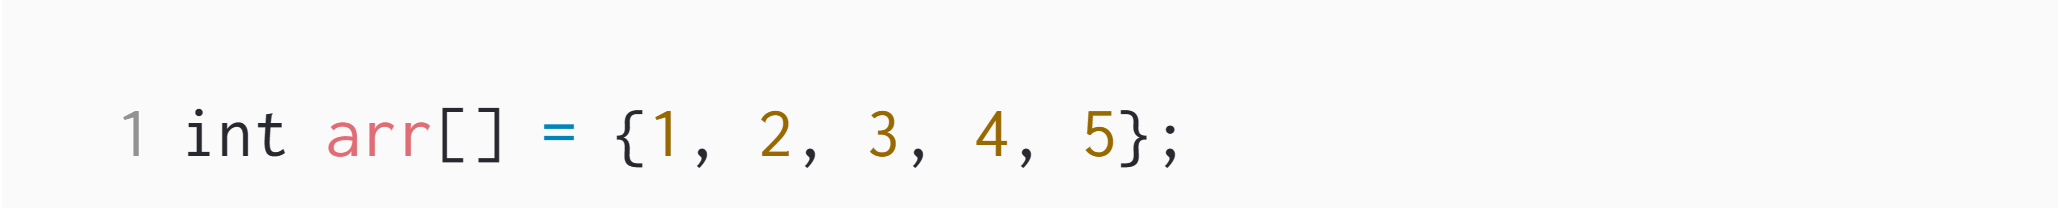 1 int arr[] = {1, 2, 3, 4, 5};